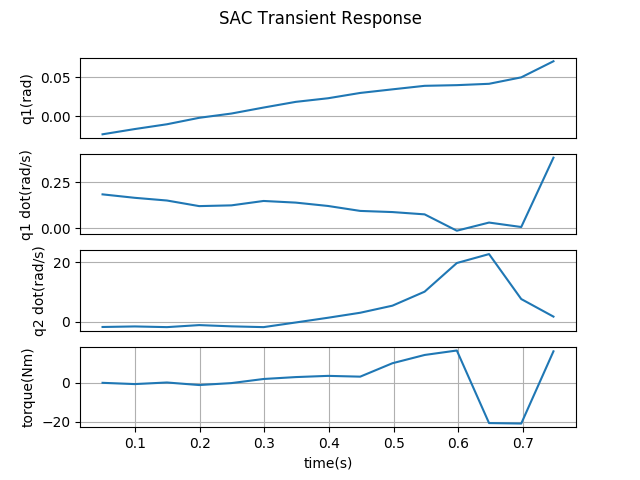 SAC Transient Response
q1(rad)
0.05
0.00
q1 dot(rad/s)
0.25
0.00
q2 dot(rad/s)
20
0
torque(Nm)
0
−20
0.1 0.2 0.3 0.4 0.5 0.6 0.7
time(s)